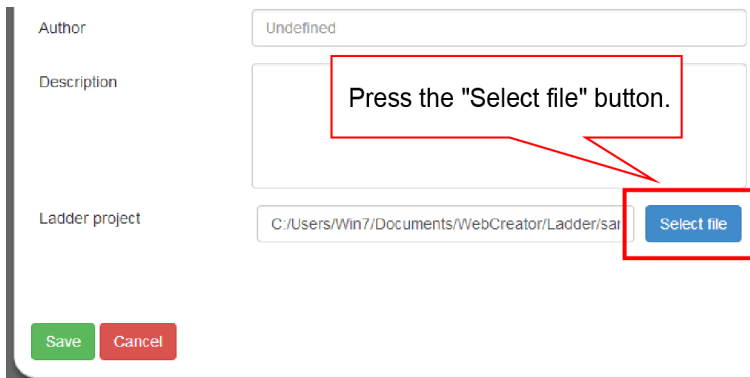 Author
Undefined
Description
Press the "Select file" button.
Ladder project
C:/Users/Win7/Documents/WebCreator/Ladder/sar
Select file
Save
Cancel